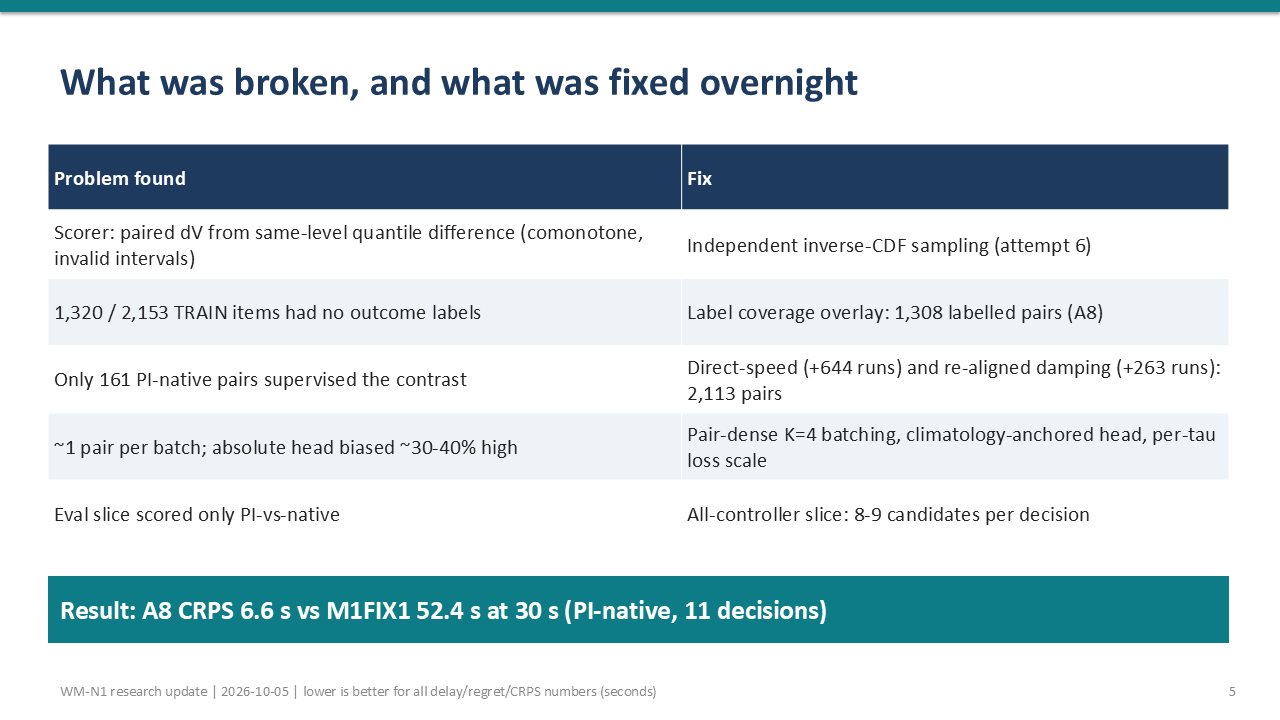 What was broken, and what was fixed overnight
Problem found
Fix
Scorer: paired dV from same-level quantile difference (comonotone,
invalid intervals)
Independent inverse-CDF sampling (attempt 6)
1,320 / 2,153 TRAIN items had no outcome labels
Label coverage overlay: 1,308 labelled pairs (A8)
Only 161 PI-native pairs supervised the contrast
Direct-speed (+644 runs) and re-aligned damping (+263 runs):
2,113 pairs
~1 pair per batch; absolute head biased ~30-40% high
Pair-dense K=4 batching, climatology-anchored head, per-tau
loss scale
Eval slice scored only PI-vs-native
All-controller slice: 8-9 candidates per decision
Result: A8 CRPS 6.6 s vs M1FIX1 52.4 s at 30 s (PI-native, 11 decisions)
WM-N1 research update | 2026-10-05 | lower is better for all delay/regret/CRPS numbers (seconds)
5